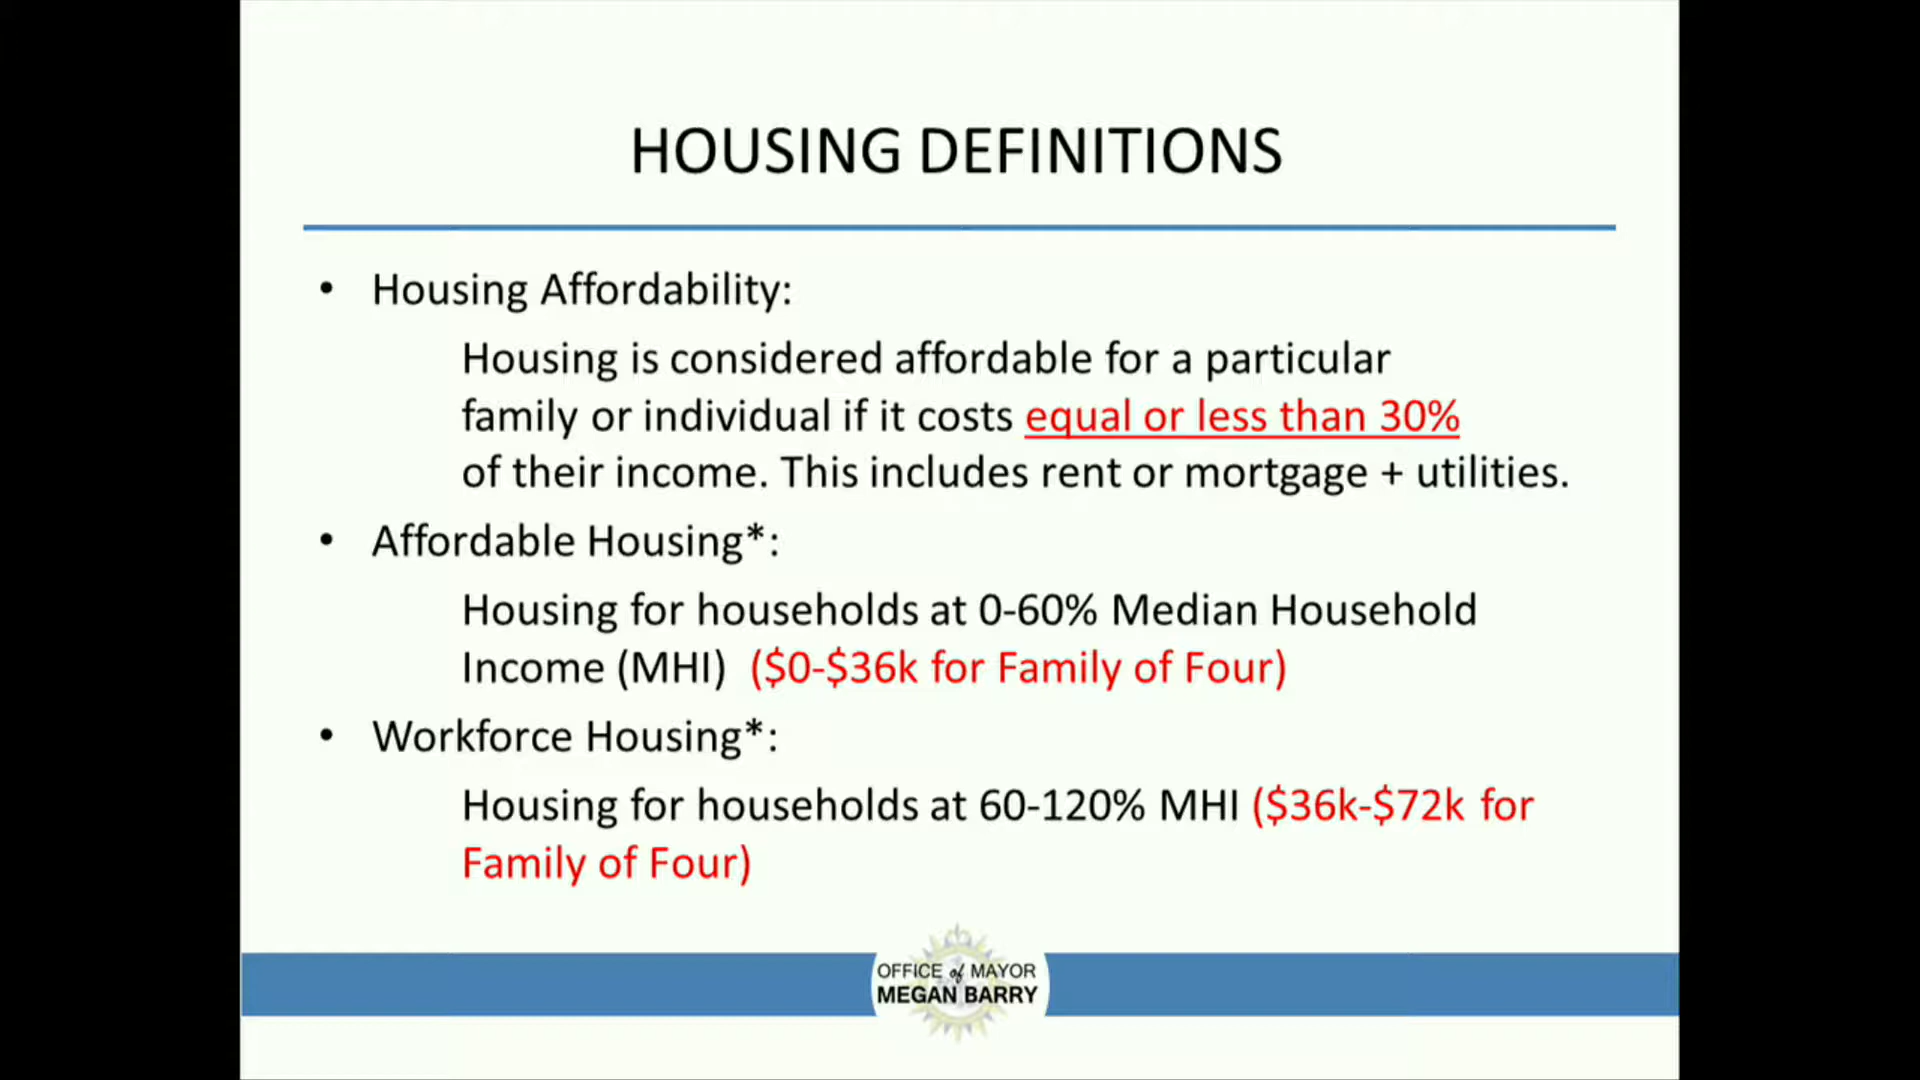 HOUSING DEFINITIONS
• Housing Affordability:
Housing is considered affordable for a particular
family or individual if it costs equal or less than 30%
of their income. This includes rent or mortgage + utilities.
• Affordable Housing*:
Housing for households at 0-60% Median Household
Income (MHI) ($0-$36k for Family of Four)
• Workforce Housing*:
Housing for households at 60-120% MHI ($36k-$72k for
Family of Four)
OFFICE of MAYOR
MEGAN BARRY